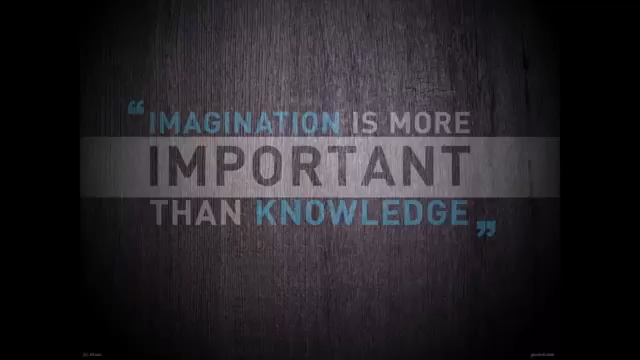 “IMAGINATION IS MORE
IMPORTANT
THAN KNOWLEDGE„